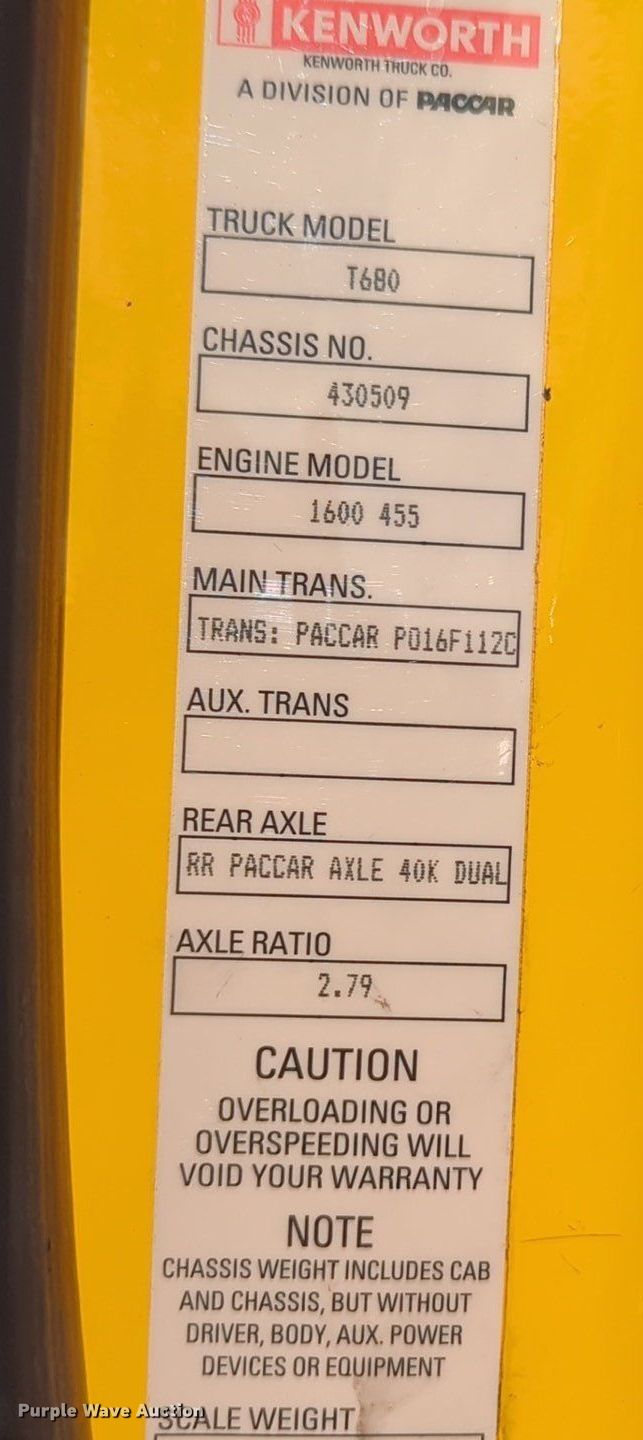 KENWORTH
KENWORTH TRUCK CO.
A DIVISION OF PACCAR
TRUCK MODEL
T680
CHASSIS NO.
430509
ENGINE MODEL
1600 455
MAIN TRANS.
TRANS: PACCAR PO16F112C
AUX. TRANS
REAR AXLE
RR PACCAR AXLE 40K DUAL
AXLE RATIO
2.79
CAUTION
OVERLOADING OR
OVERSPEEDING WILL
VOID YOUR WARRANTY
NOTE
CHASSIS WEIGHT INCLUDES CAB
AND CHASSIS, BUT WITHOUT
DRIVER, BODY, AUX. POWER
DEVICES OR EQUIPMENT
SCALE WEIGHT
Purple Wave Auction